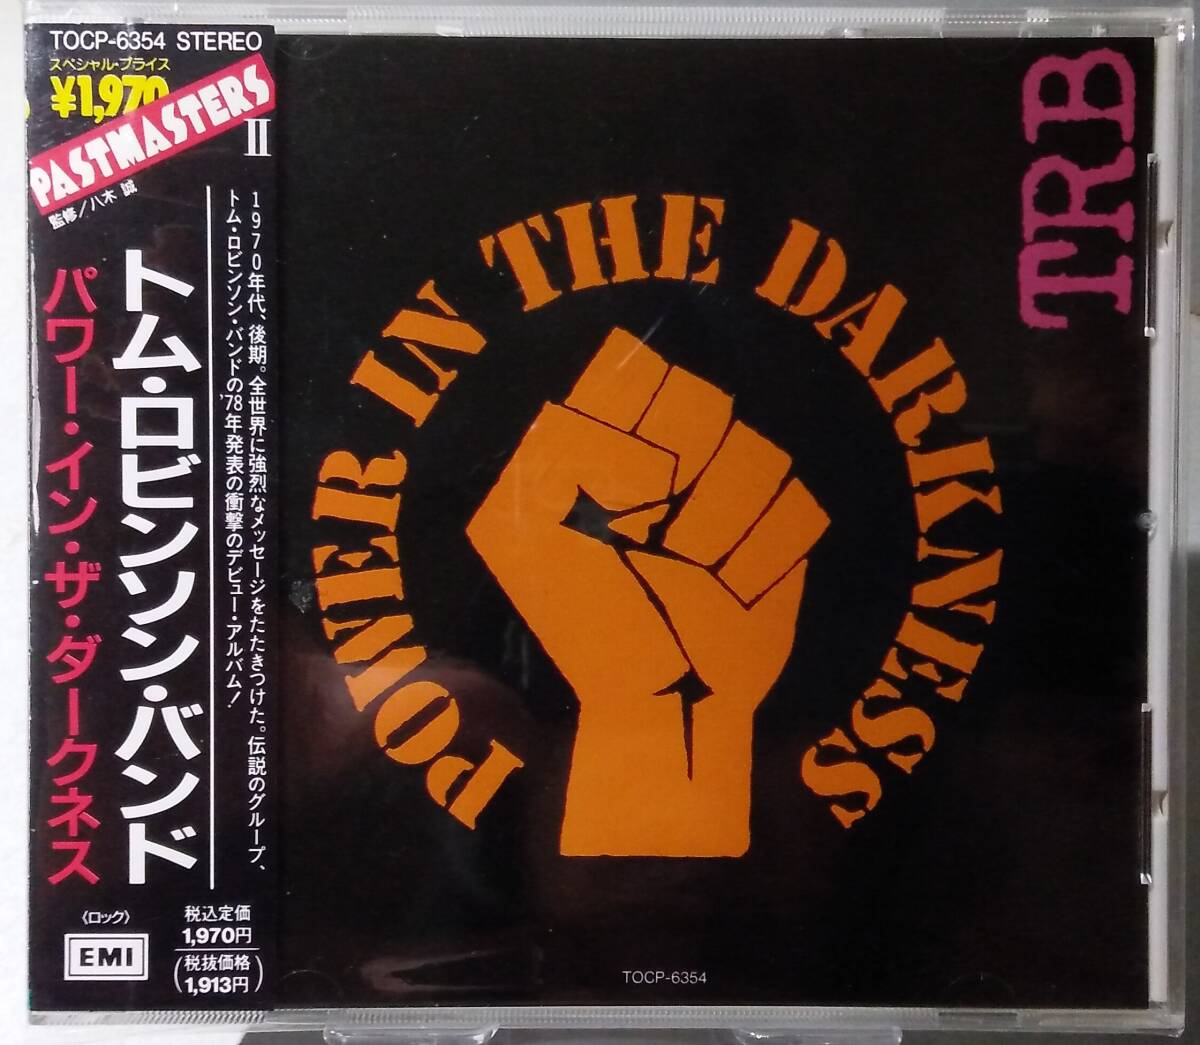 TOCP-6354 STEREO
スペシャル・プライス
¥1,970
PASTMASTERS
II
監修/八木 誠
1970年代、後期。全世界に強烈なメッセージをたたきつけた。伝説のグループ、
トム・ロビンソン・バンドの'78年発表の衝撃のデビュー・アルバム!
トム・ロビンソン・バンド
パワー・イン・ザ・ダークネス
〈ロック〉
EMI
税込定価
1,970円
(税抜価格
1,913円)
POWER IN THE DARKNESS
TRB
TOCP-6354